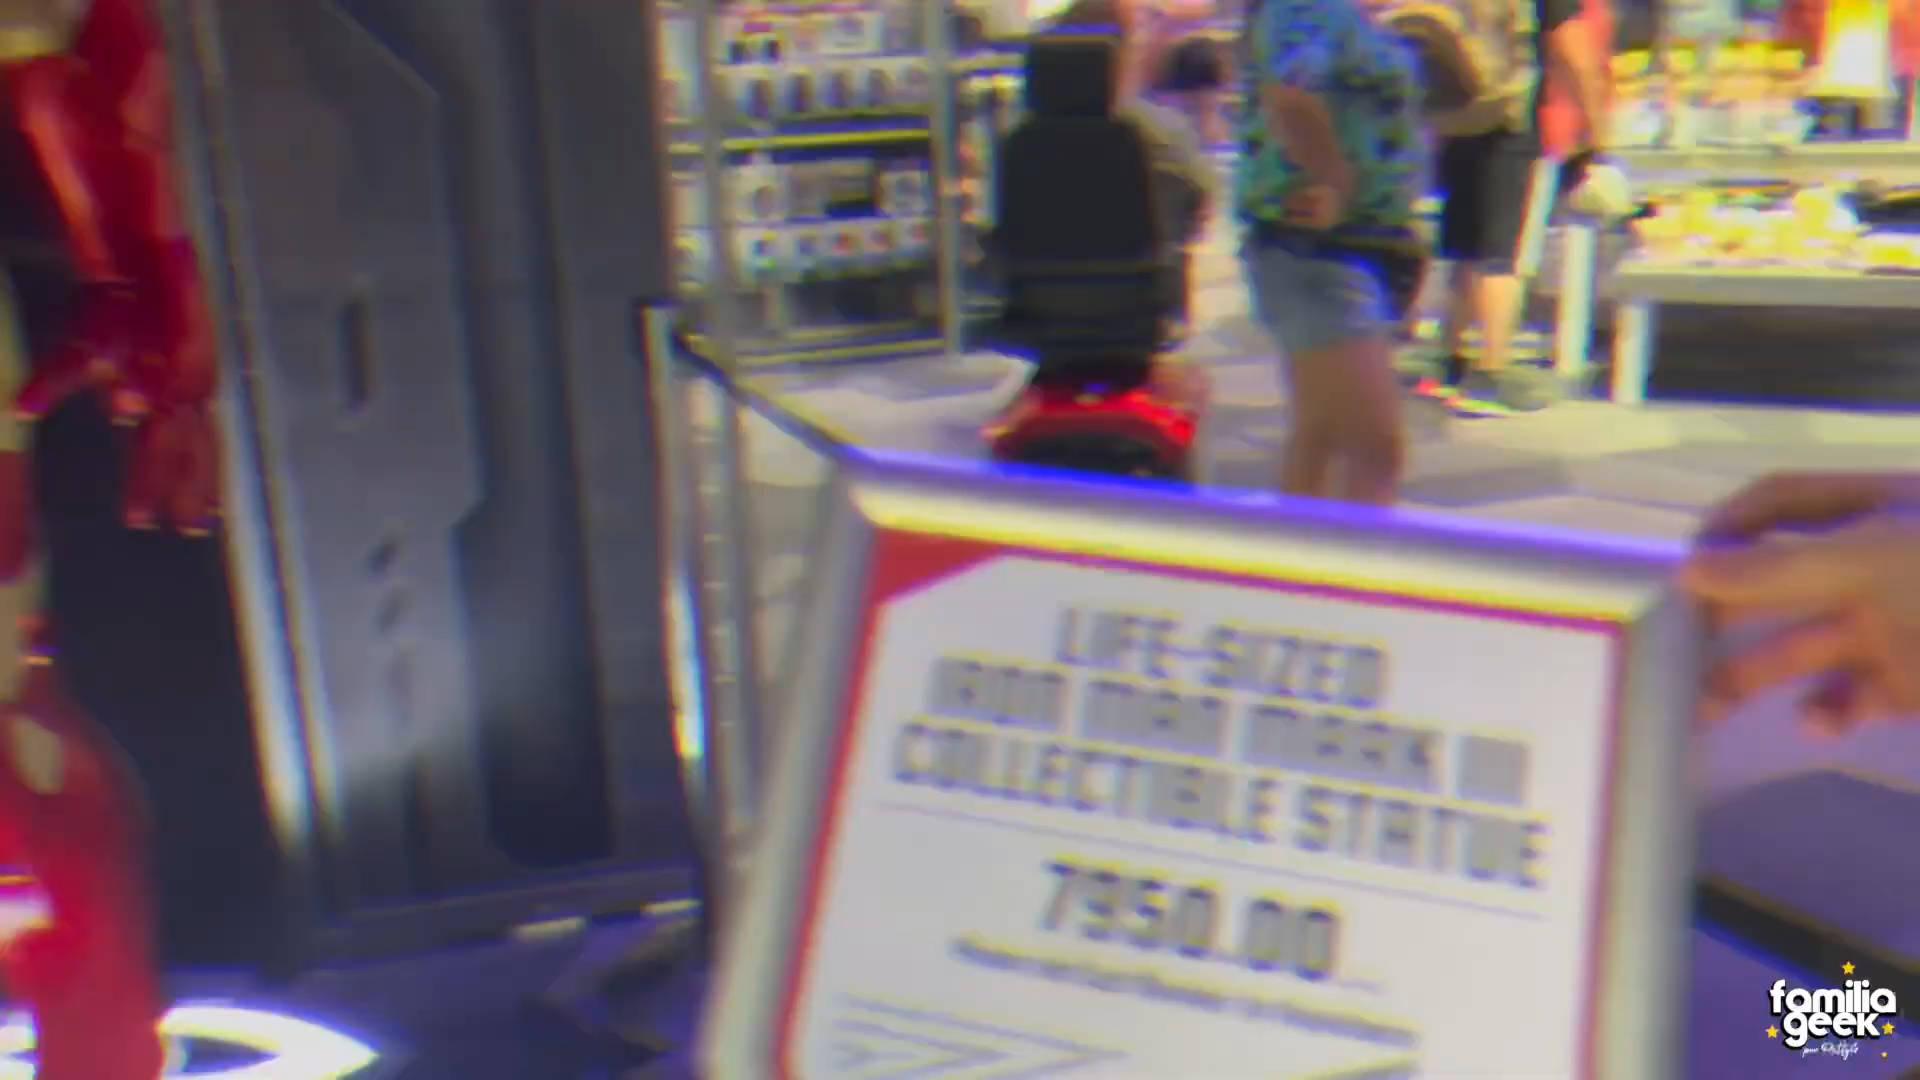 LIFE-SIZED
IRON MAN MARK III
COLLECTIBLE STATUE
7950.00
familia
geek